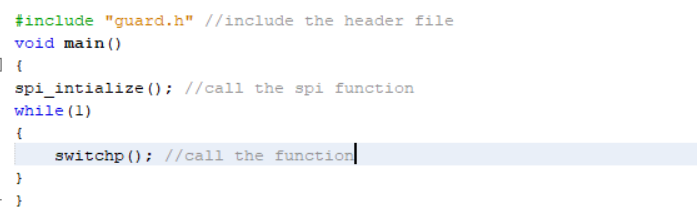 #include "guard.h" //include the header file
void main()
{
spi_intialize(); //call the spi function
while(1)
{
switchp(); //call the function
}
}